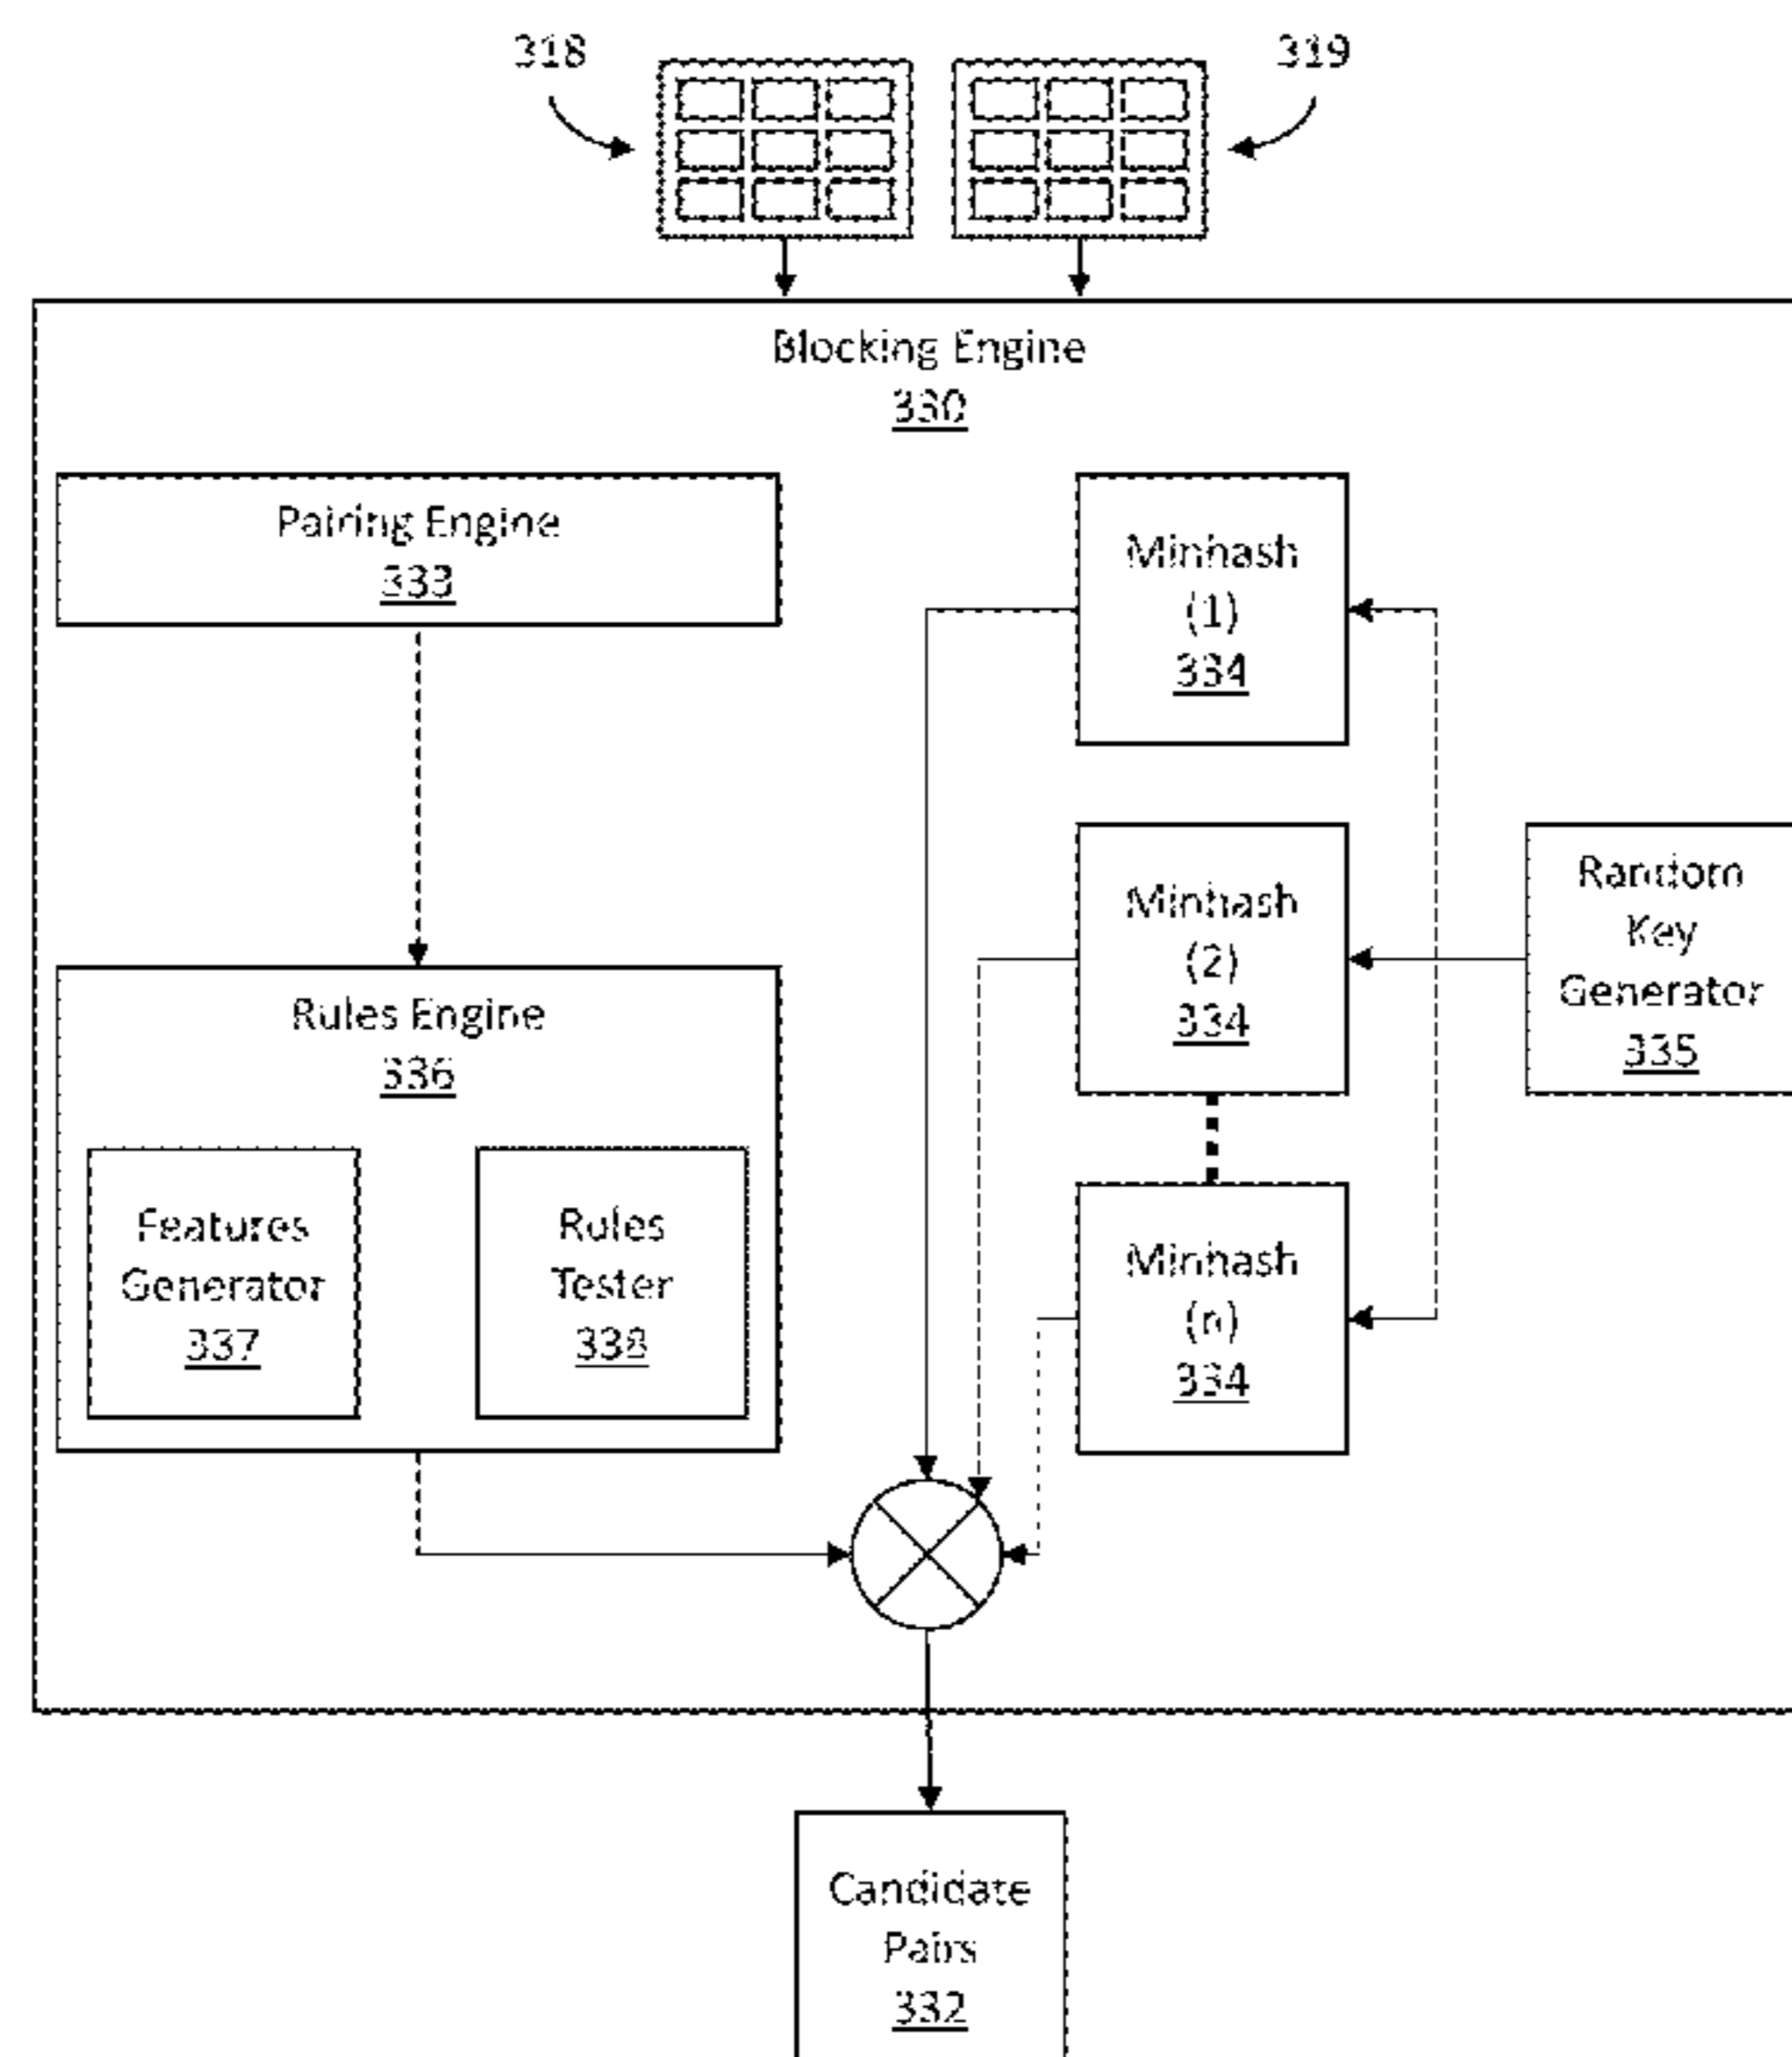 318
319
Blocking Engine
330
Pairing Engine
333
Minhash
(1)
334
Minhash
(2)
334
Random
Key
Generator
335
Rules Engine
336
Features
Generator
337
Rules
Tester
338
Minhash
(n)
334
Candidate
Pairs
332